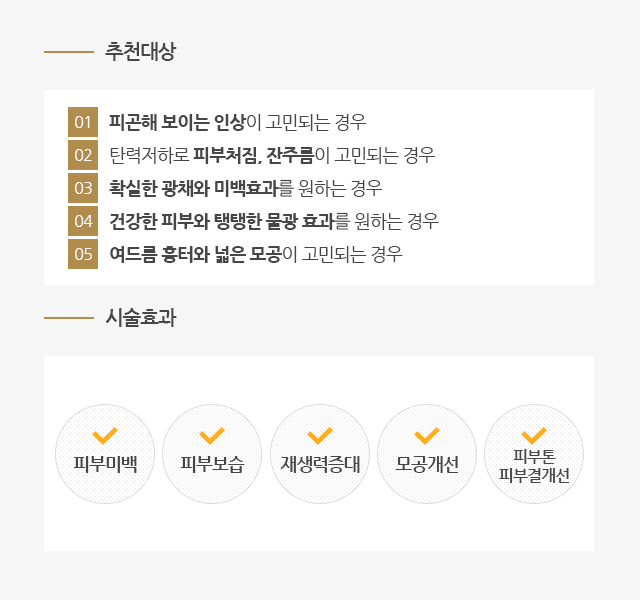 추천대상
01 피곤해 보이는 인상이 고민되는 경우
02 탄력저하로 피부처짐, 잔주름이 고민되는 경우
03 확실한 광채와 미백효과를 원하는 경우
04 건강한 피부와 탱탱한 물광 효과를 원하는 경우
05 여드름 흉터와 넓은 모공이 고민되는 경우
시술효과
피부미백
피부보습
재생력증대
모공개선
피부톤
피부결개선